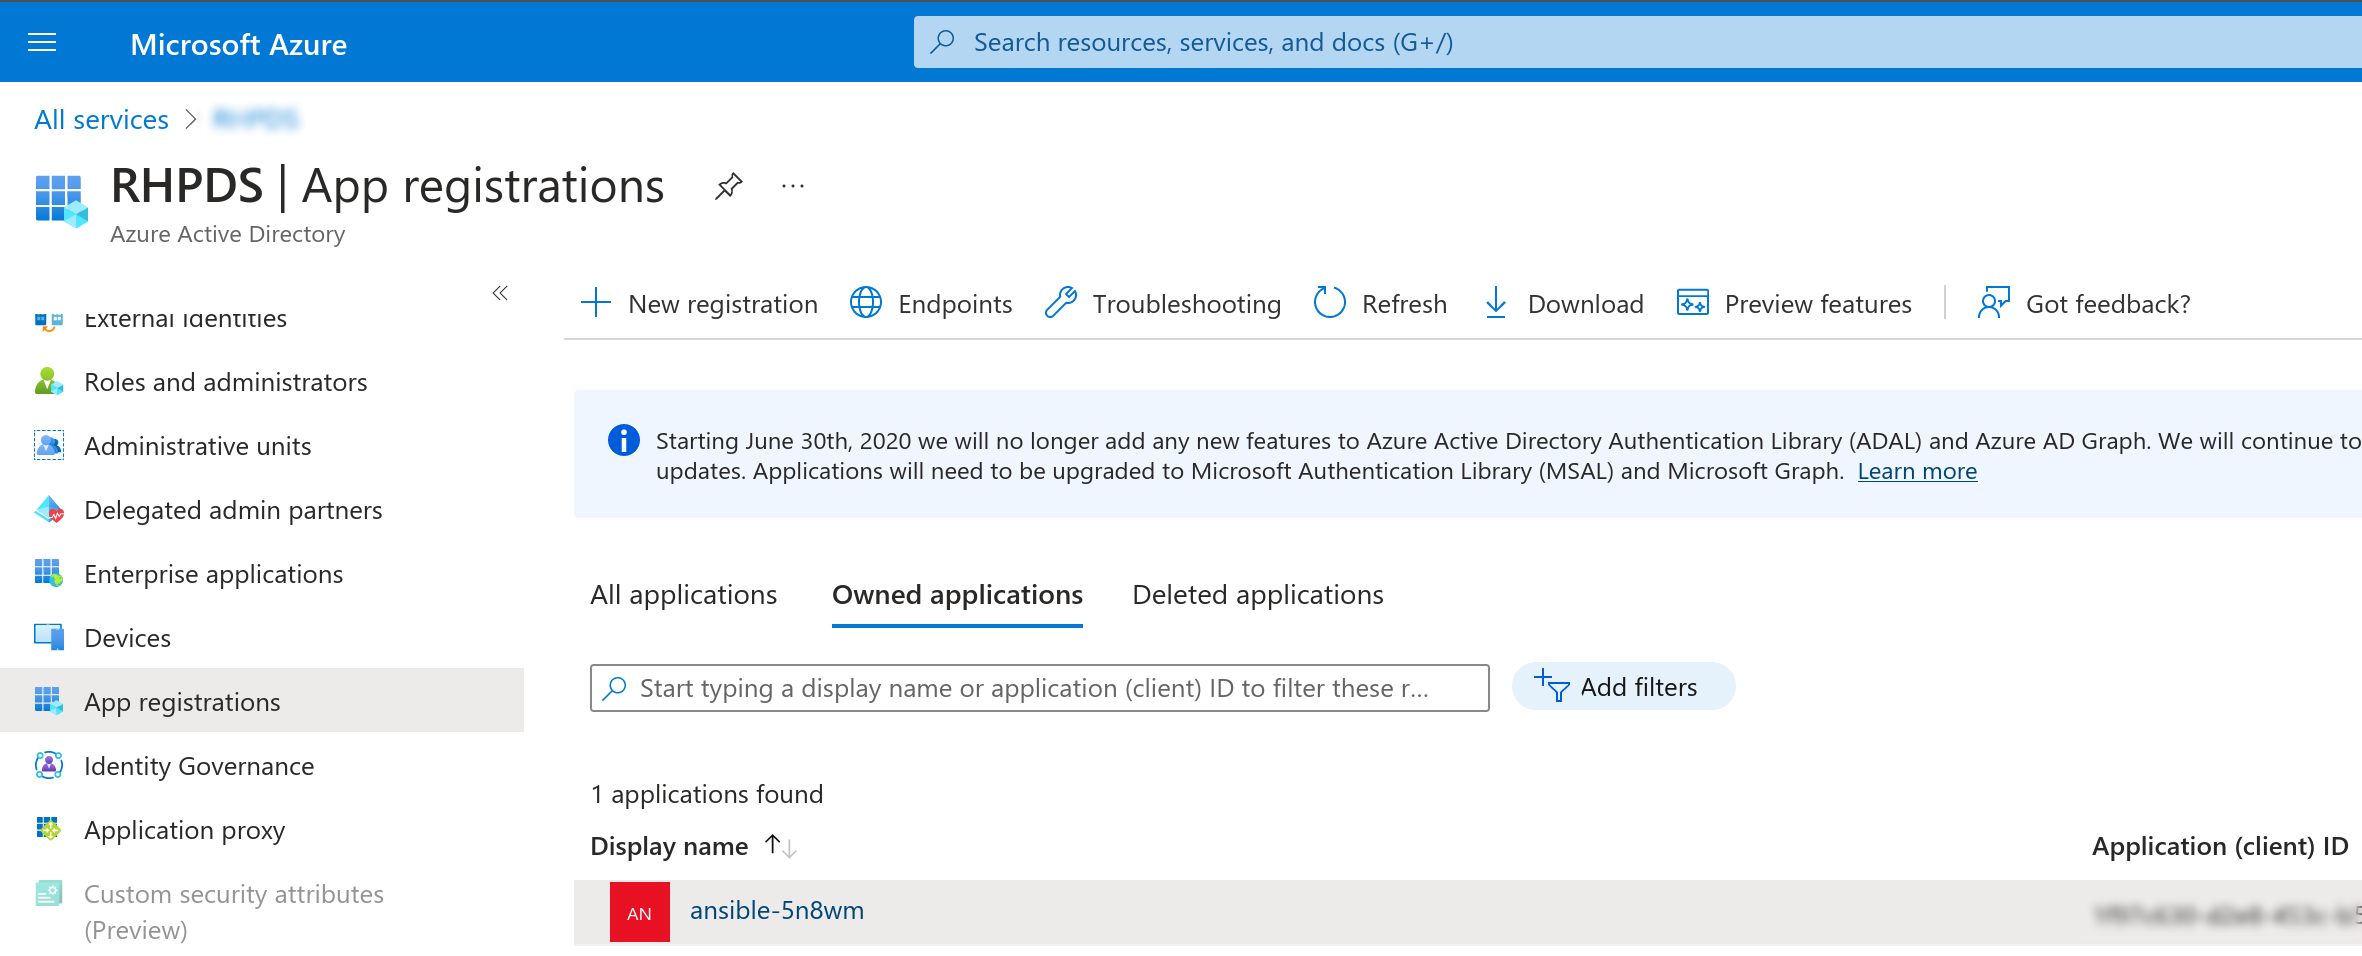 Microsoft Azure
Search resources, services, and docs (G+/)
All services
RHPDS | App registrations
Azure Active Directory
External Identities
Roles and administrators
Administrative units
Delegated admin partners
Enterprise applications
Devices
App registrations
Identity Governance
Application proxy
Custom security attributes
(Preview)
New registration
Endpoints
Troubleshooting
Refresh
Download
Preview features
Got feedback?
Starting June 30th, 2020 we will no longer add any new features to Azure Active Directory Authentication Library (ADAL) and Azure AD Graph. We will continue to
updates. Applications will need to be upgraded to Microsoft Authentication Library (MSAL) and Microsoft Graph. Learn more
All applications
Owned applications
Deleted applications
Start typing a display name or application (client) ID to filter these r...
Add filters
1 applications found
Display name
Application (client) ID
AN
ansible-5n8wm